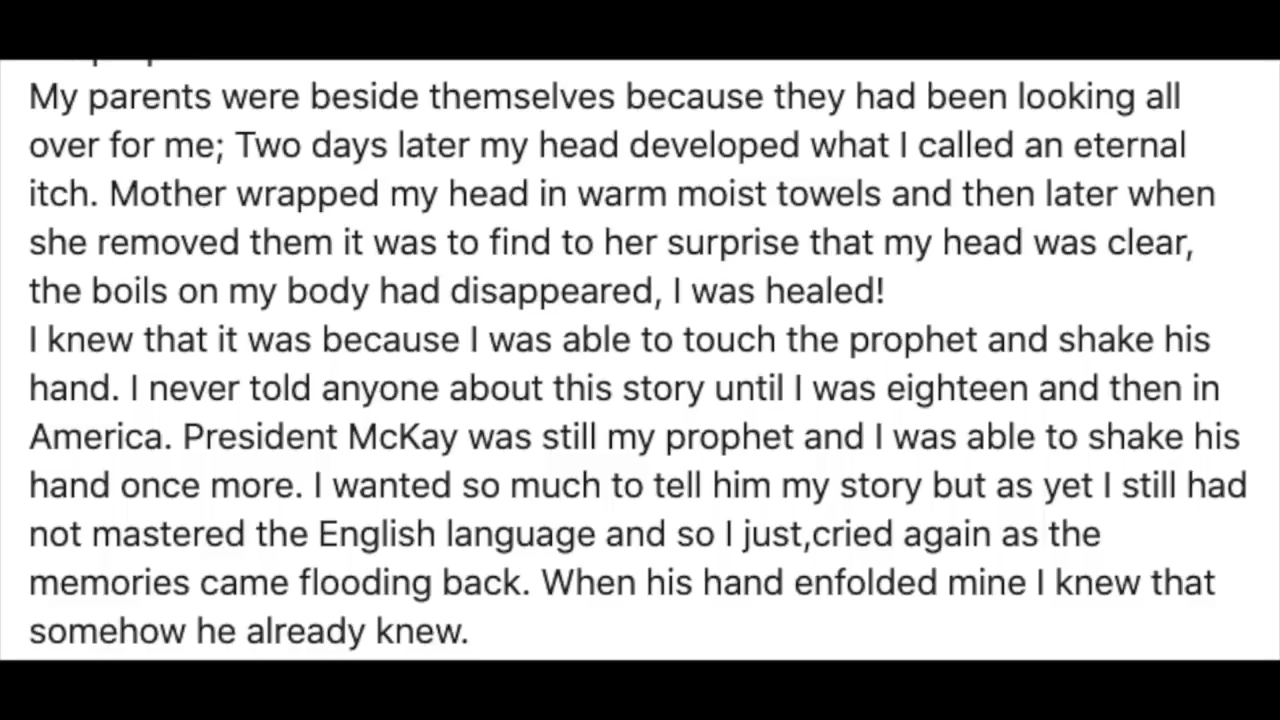 My parents were beside themselves because they had been looking all
over for me; Two days later my head developed what I called an eternal
itch. Mother wrapped my head in warm moist towels and then later when
she removed them it was to find to her surprise that my head was clear,
the boils on my body had disappeared, I was healed!
I knew that it was because I was able to touch the prophet and shake his
hand. I never told anyone about this story until I was eighteen and then in
America. President McKay was still my prophet and I was able to shake his
hand once more. I wanted so much to tell him my story but as yet I still had
not mastered the English language and so I just,cried again as the
memories came flooding back. When his hand enfolded mine I knew that
somehow he already knew.